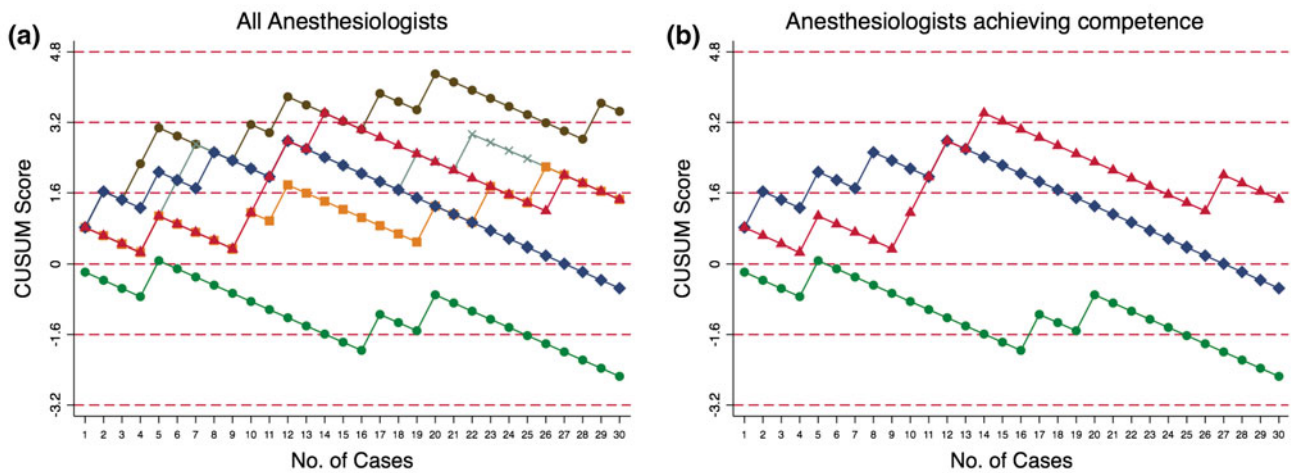 (a) All Anesthesiologists
CUSUM Score
4.8
3.2
1.6
0
-1.6
-3.2
1 2 3 4 5 6 7 8 9 10 11 12 13 14 15 16 17 18 19 20 21 22 23 24 25 26 27 28 29 30
No. of Cases
(b) Anesthesiologists achieving competence
CUSUM Score
4.8
3.2
1.6
0
-1.6
-3.2
1 2 3 4 5 6 7 8 9 10 11 12 13 14 15 16 17 18 19 20 21 22 23 24 25 26 27 28 29 30
No. of Cases